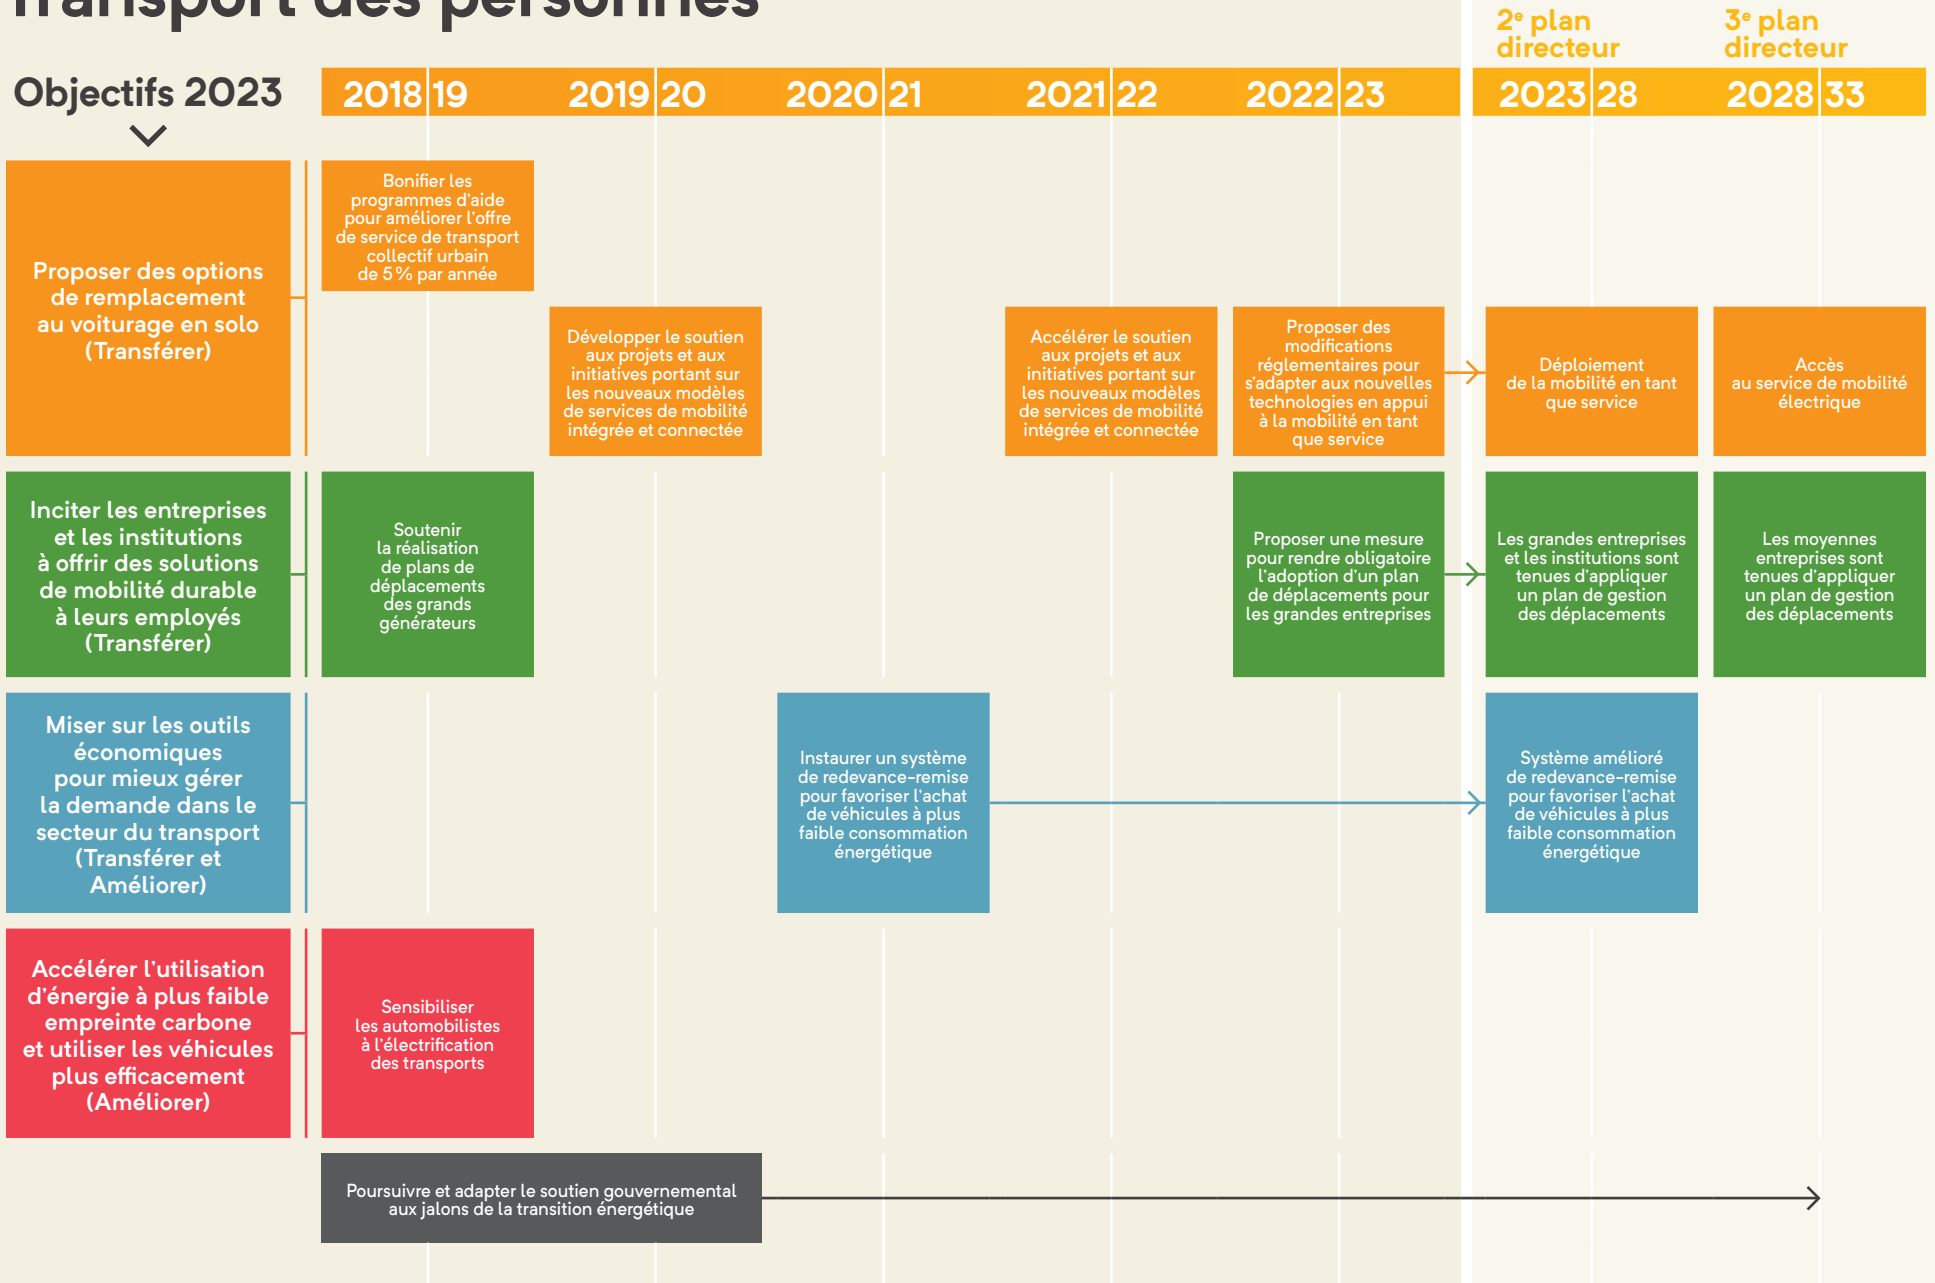 Transport des personnes
2e plan
directeur
3e plan
directeur
Objectifs 2023
2018 19
2019 20
2020 21
2021 22
2022 23
2023 28
2028 33
Proposer des options
de remplacement
au voiturage en solo
(Transférer)
Bonifier les
programmes d'aide
pour améliorer l'offre
de service de transport
collectif urbain
de 5 % par année
Développer le soutien
aux projets et aux
initiatives portant sur
les nouveaux modèles
de services de mobilité
intégrée et connectée
Accélérer le soutien
aux projets et aux
initiatives portant sur
les nouveaux modèles
de services de mobilité
intégrée et connectée
Proposer des
modifications
réglementaires pour
s'adapter aux nouvelles
technologies en appui
à la mobilité en tant
que service
Déploiement
de la mobilité en tant
que service
Accès
au service de mobilité
électrique
Inciter les entreprises
et les institutions
à offrir des solutions
de mobilité durable
à leurs employés
(Transférer)
Soutenir
la réalisation
de plans de
déplacements
des grands
générateurs
Proposer une mesure
pour rendre obligatoire
l'adoption d'un plan
de déplacements pour
les grandes entreprises
Les grandes entreprises
et les institutions sont
tenues d'appliquer
un plan de gestion
des déplacements
Les moyennes
entreprises sont
tenues d'appliquer
un plan de gestion
des déplacements
Miser sur les outils
économiques
pour mieux gérer
la demande dans le
secteur du transport
(Transférer et
Améliorer)
Instaurer un système
de redevance-remise
pour favoriser l'achat
de véhicules à plus
faible consommation
énergétique
Système amélioré
de redevance-remise
pour favoriser l'achat
de véhicules à plus
faible consommation
énergétique
Accélérer l'utilisation
d'énergie à plus faible
empreinte carbone
et utiliser les véhicules
plus efficacement
(Améliorer)
Sensibiliser
les automobilistes
à l'électrification
des transports
Poursuivre et adapter le soutien gouvernemental
aux jalons de la transition énergétique